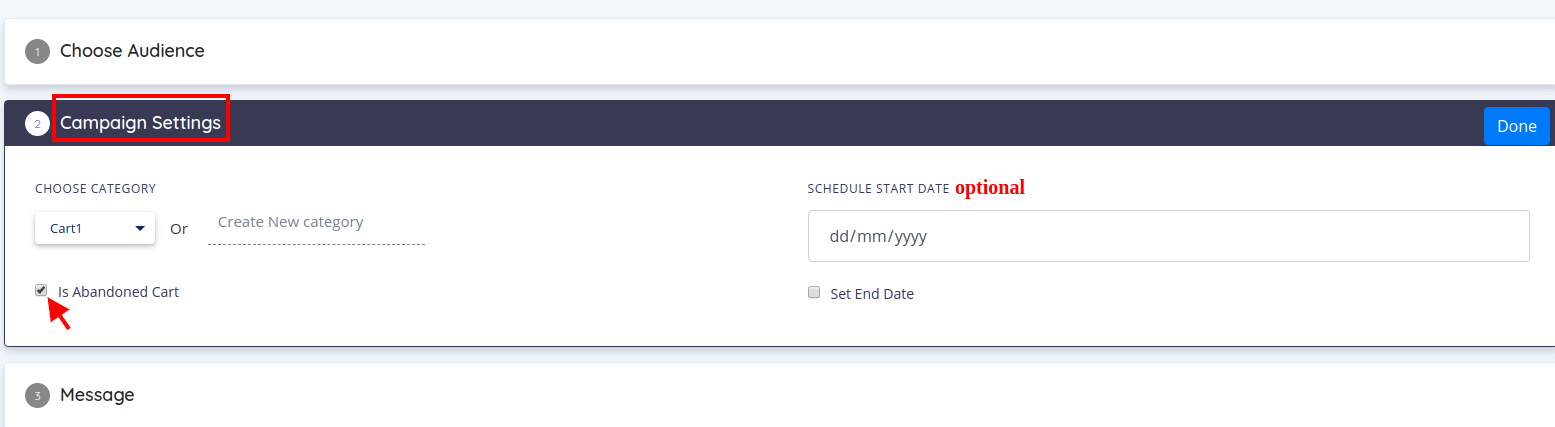 1 Choose Audience
2 Campaign Settings
Done
CHOOSE CATEGORY
Cart1
Or
Create New category
Is Abandoned Cart
SCHEDULE START DATE optional
dd/mm/yyyy
Set End Date
3 Message